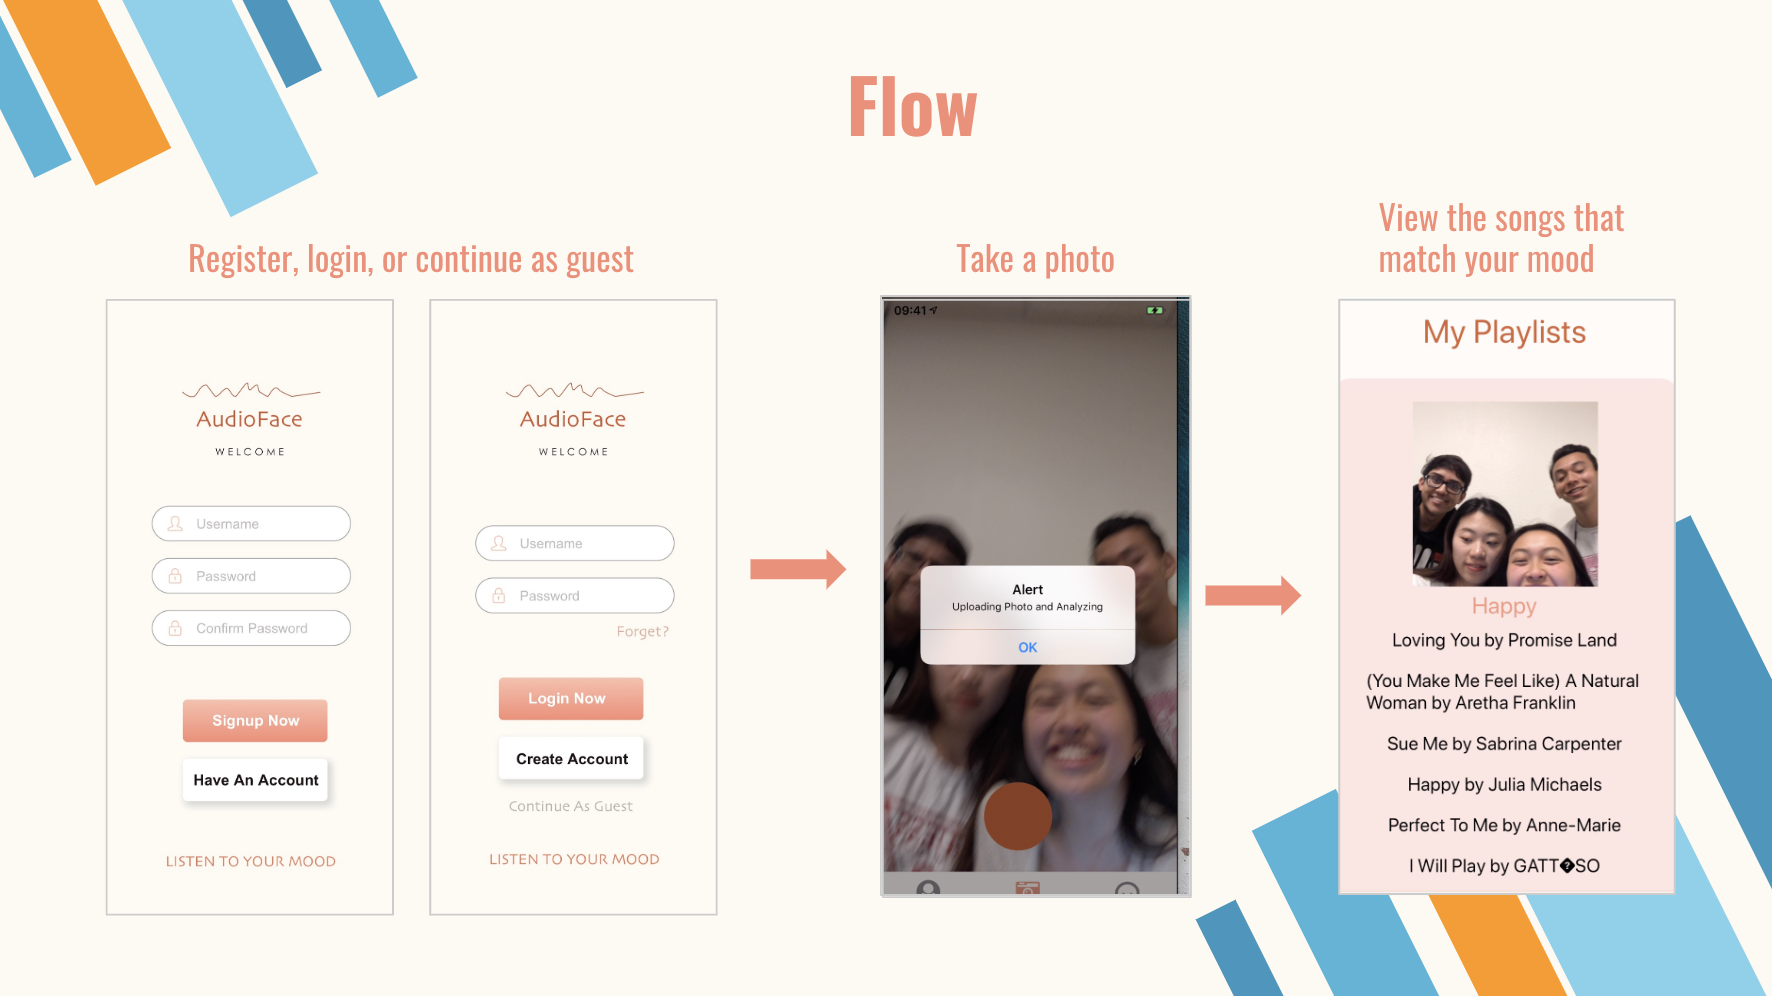 Flow
Register, login, or continue as guest
AudioFace
WELCOME
Username
Password
Confirm Password
Signup Now
Have An Account
LISTEN TO YOUR MOOD
AudioFace
WELCOME
Username
Password
Forget?
Login Now
Create Account
Continue As Guest
LISTEN TO YOUR MOOD
Take a photo
09:41
Alert
Uploading Photo and Analyzing
OK
View the songs that
match your mood
My Playlists
Happy
Loving You by Promise Land
(You Make Me Feel Like) A Natural
Woman by Aretha Franklin
Sue Me by Sabrina Carpenter
Happy by Julia Michaels
Perfect To Me by Anne-Marie
I Will Play by GATT�SO